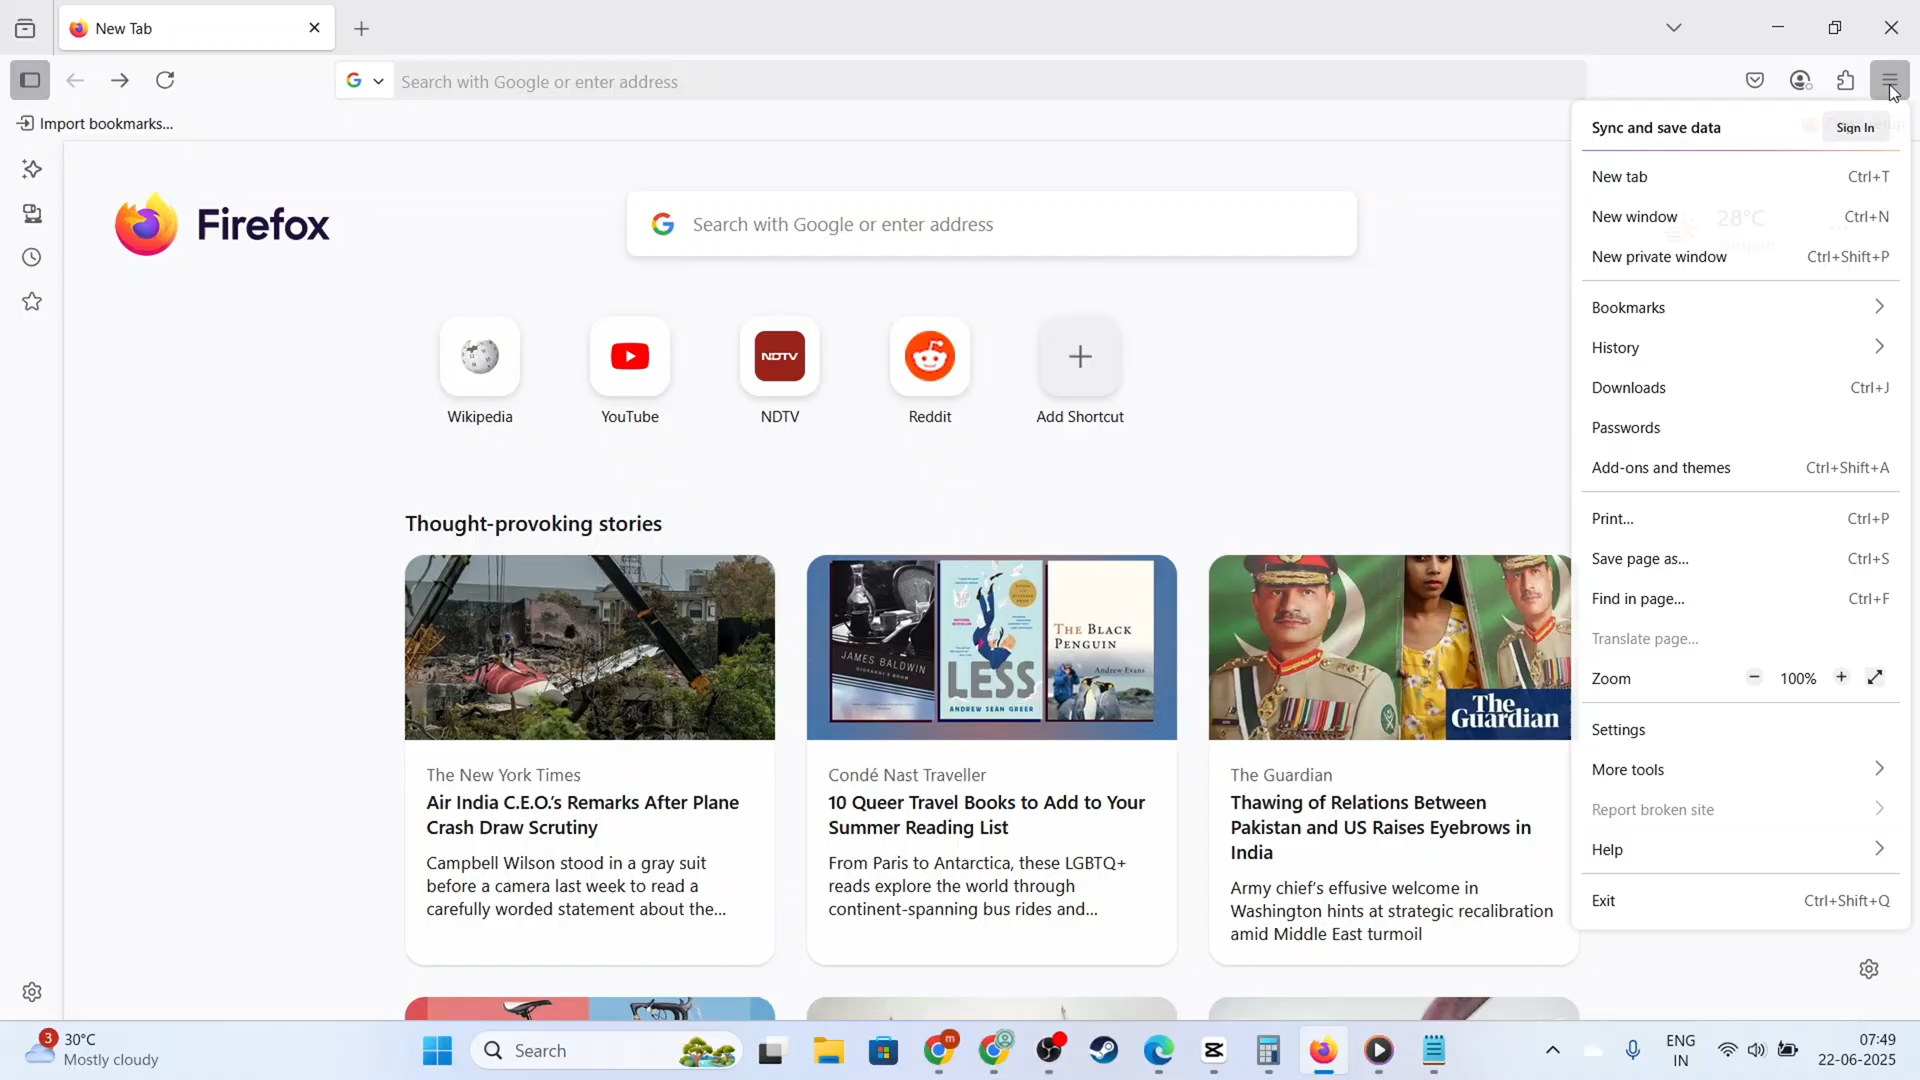 New Tab
Search with Google or enter address
Import bookmarks...
Firefox
Search with Google or enter address
Wikipedia
YouTube
NDTV
NDTV
Reddit
Add Shortcut
Thought-provoking stories
JAMES BALDWIN
GIOVANNI'S ROOM
LESS
ANDREW SEAN GREER
THE BLACK
PENGUIN
Andrew Evans
The
Guardian
The New York Times
Air India C.E.O.'s Remarks After Plane
Crash Draw Scrutiny
Campbell Wilson stood in a gray suit
before a camera last week to read a
carefully worded statement about the...
Condé Nast Traveller
10 Queer Travel Books to Add to Your
Summer Reading List
From Paris to Antarctica, these LGBTQ+
reads explore the world through
continent-spanning bus rides and...
The Guardian
Thawing of Relations Between
Pakistan and US Raises Eyebrows in
India
Army chief's effusive welcome in
Washington hints at strategic recalibration
amid Middle East turmoil
Sync and save data Sign In
New tab Ctrl+T
New window Ctrl+N
28°C
New private window Ctrl+Shift+P
Bookmarks
History
Downloads Ctrl+J
Passwords
Add-ons and themes Ctrl+Shift+A
Print... Ctrl+P
Save page as... Ctrl+S
Find in page... Ctrl+F
Translate page...
Zoom 100%
Settings
More tools
Report broken site
Help
Exit Ctrl+Shift+Q
3
30°C
Mostly cloudy
Search
m
ENG
IN
07:49
22-06-2025